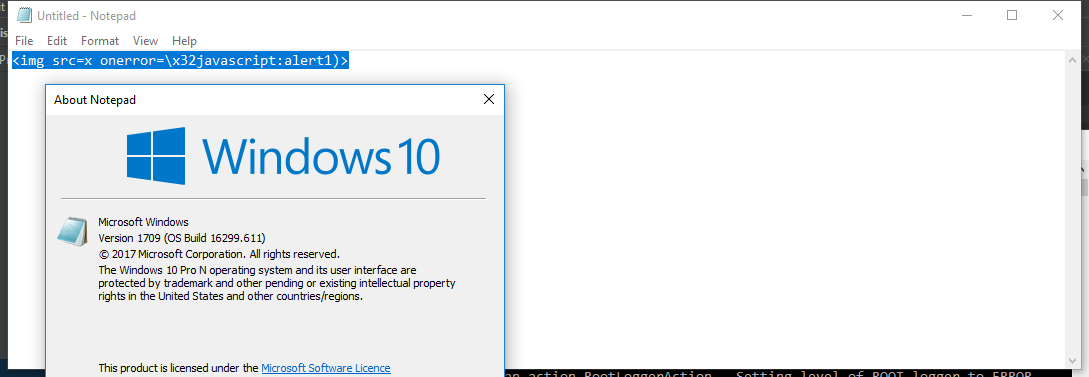 Untitled - Notepad
File Edit Format View Help
<img src=x onerror=\x32javascript:alert1)>
About Notepad
Windows 10
Microsoft Windows
Version 1709 (OS Build 16299.611)
© 2017 Microsoft Corporation. All rights reserved.
The Windows 10 Pro N operating system and its user interface are
protected by trademark and other pending or existing intellectual property
rights in the United States and other countries/regions.
This product is licensed under the Microsoft Software Licence
an action RootLoggerAction - Setting level of ROOT logger to ERROR